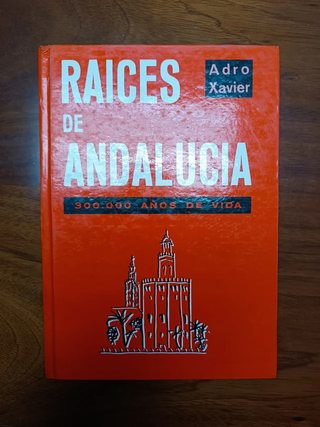 RAICES
Adro
Xavier
DE
ANDALUCIA
300.000 AÑOS DE VIDA